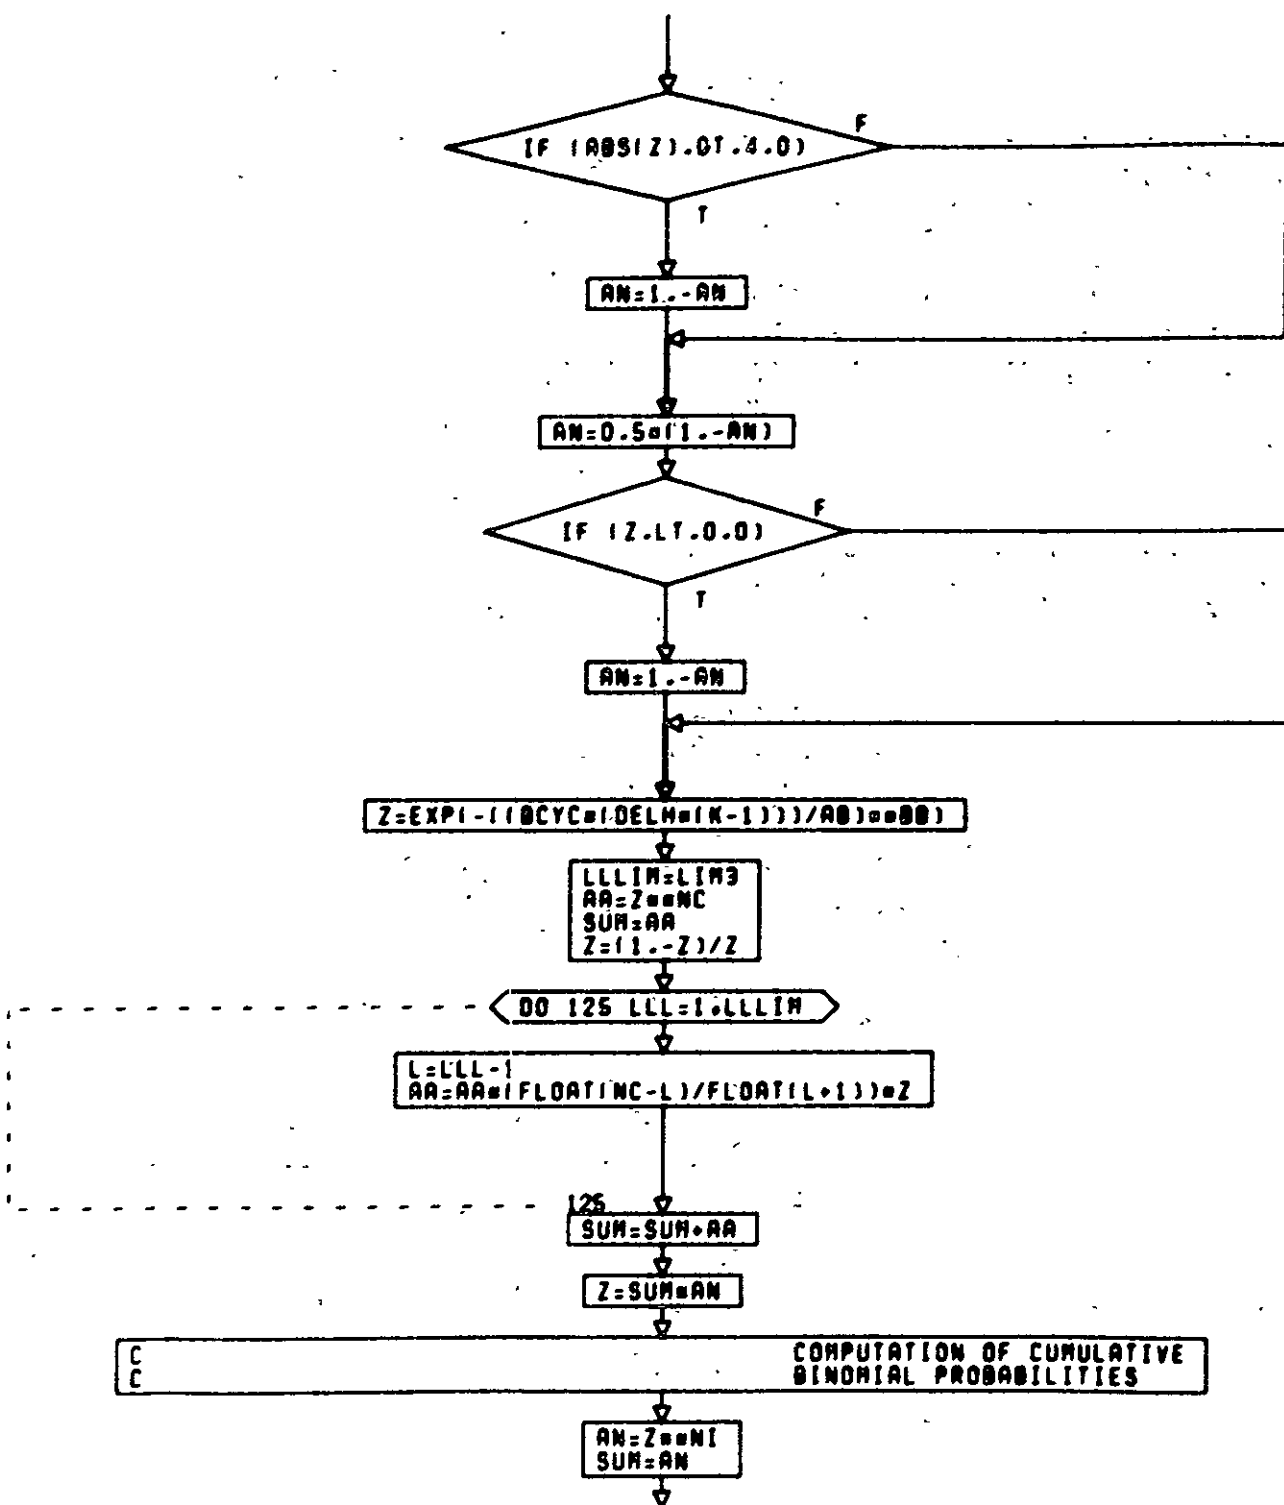 IF (ABS(Z).GT.4.0)
F
T
AN=1.-AN
AN=0.5*(1.-AN)
IF (Z.LT.0.0)
F
T
AN=1.-AN
Z=EXP(-((BCYC*(DELM*(K-1)))/AB)**BB)
LLLIM=LIM3
AA=Z**NC
SUM=AA
Z=(1.-Z)/Z
DO 125 LLL=1,LLLIM
L=LLL-1
AA=AA*(FLOAT(NC-L)/FLOAT(L+1))*Z
125
SUM=SUM+AA
Z=SUM*AN
C COMPUTATION OF CUMULATIVE
C BINOMIAL PROBABILITIES
AN=Z**NI
SUM=AN